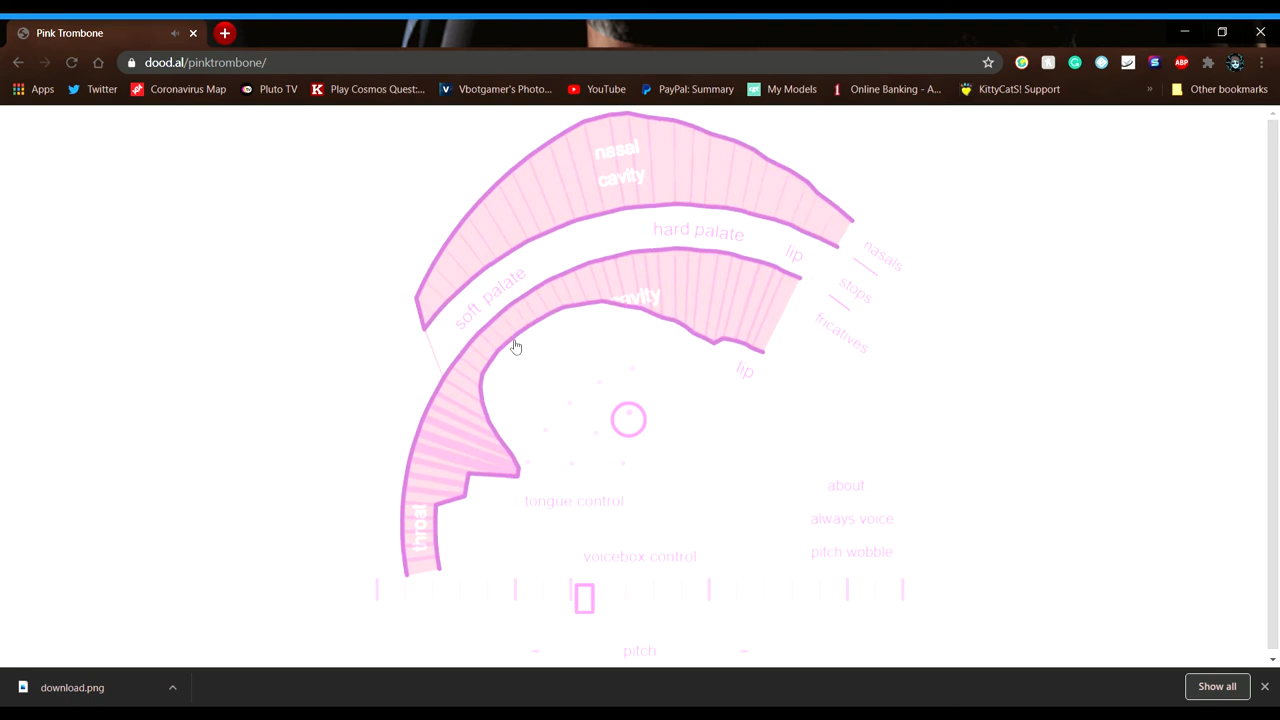 Pink Trombone
dood.al/pinktrombone/
Apps
Twitter
Coronavirus Map
Pluto TV
Play Cosmos Quest:...
Vbotgamer's Photo...
YouTube
PayPal: Summary
My Models
Online Banking - A...
KittyCatS! Support
»
Other bookmarks
ABP
nasal
cavity
hard palate
lip
nasals
soft palate
stops
cavity
fricatives
lip
throat
tongue control
about
always voice
voicebox control
pitch wobble
pitch
download.png
Show all